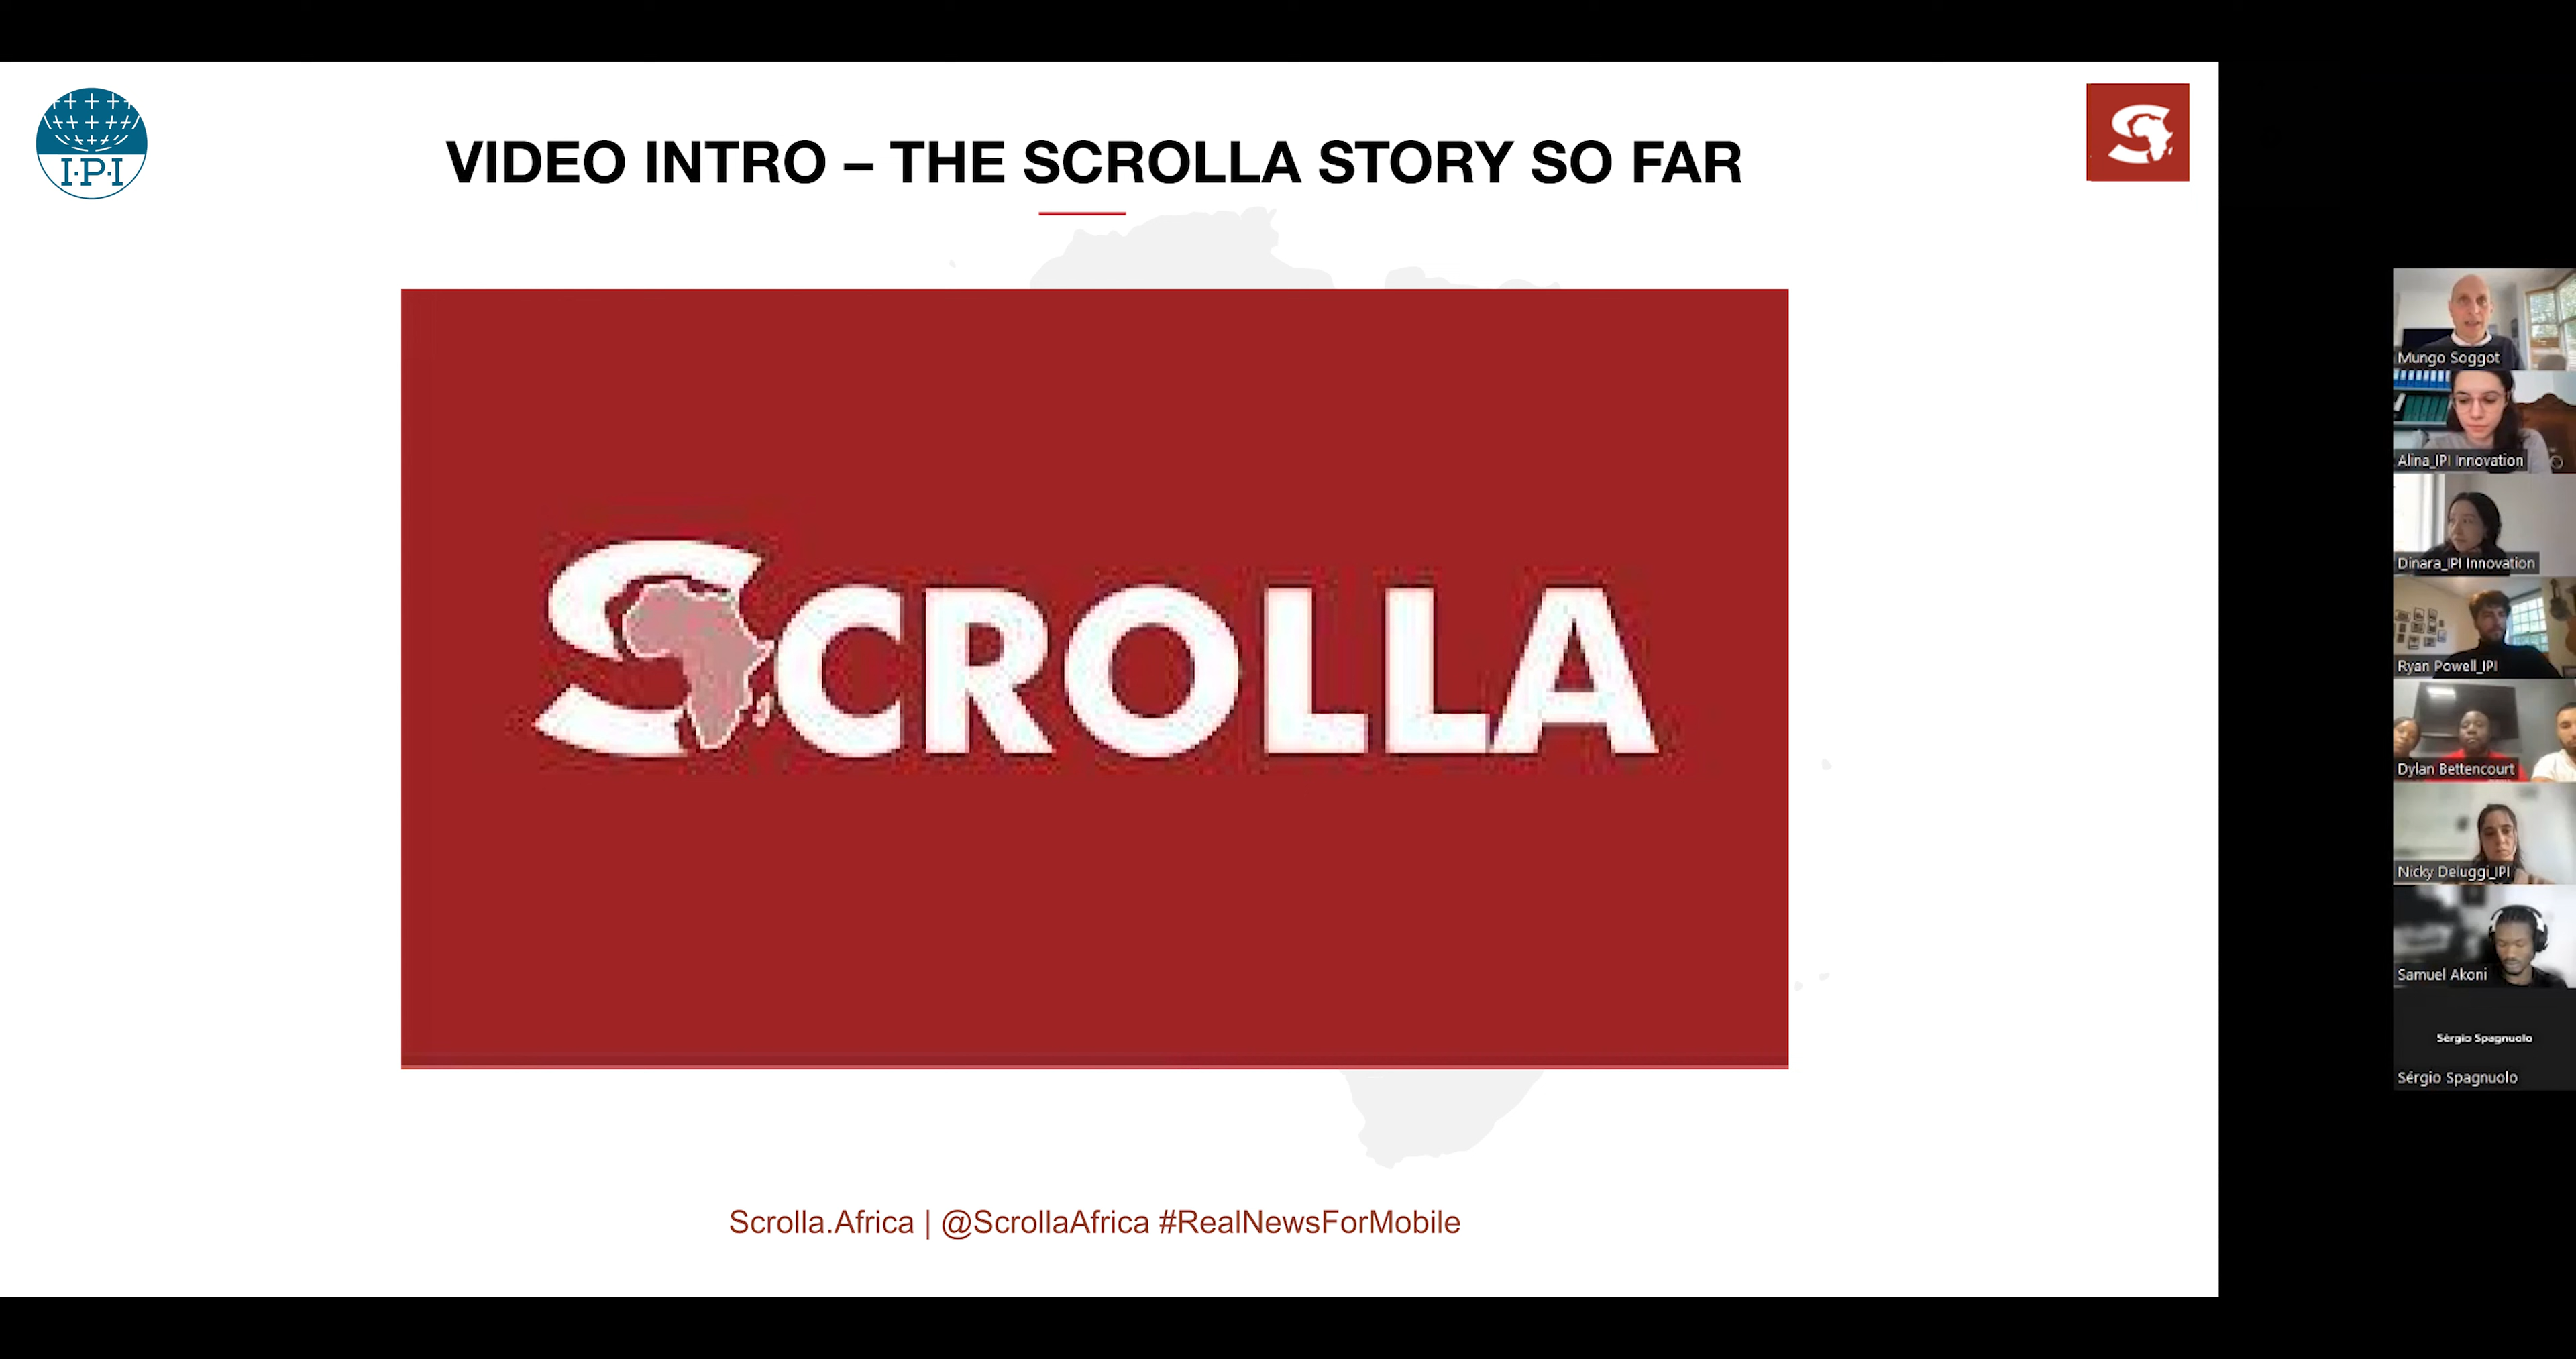 I·P·I
VIDEO INTRO – THE SCROLLA STORY SO FAR
SCROLLA
Scrolla.Africa | @ScrollaAfrica #RealNewsForMobile
Mungo Soggot
Alina_IPI Innovation
Dinara_IPI Innovation
Ryan Powell_IPI
Dylan Bettencourt
Nicky Deluggi_IPI
Samuel Akoni
Sérgio Spagnuolo
Sérgio Spagnuolo